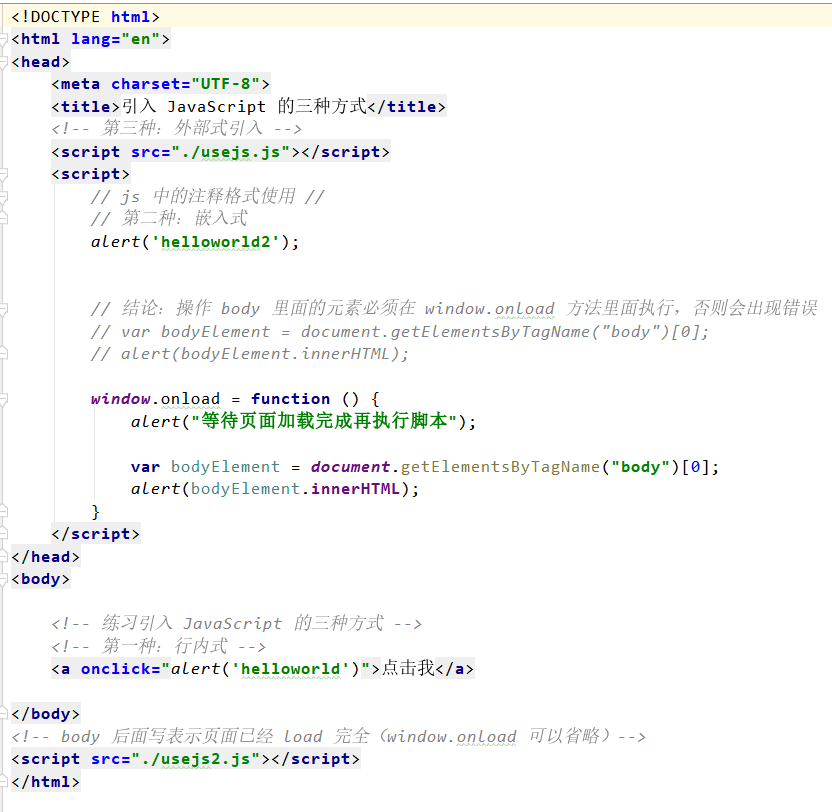 <!DOCTYPE html>
<html lang="en">
<head>
    <meta charset="UTF-8">
    <title>引入 JavaScript 的三种方式</title>
    <!-- 第三种：外部式引入 -->
    <script src="./usejs.js"></script>
    <script>
        // js 中的注释格式使用 //
        // 第二种：嵌入式
        alert('helloworld2');

        // 结论：操作 body 里面的元素必须在 window.onload 方法里面执行，否则会出现错误
        // var bodyElement = document.getElementsByTagName("body")[0];
        // alert(bodyElement.innerHTML);

        window.onload = function () {
            alert("等待页面加载完成再执行脚本");

            var bodyElement = document.getElementsByTagName("body")[0];
            alert(bodyElement.innerHTML);
        }
    </script>
</head>
<body>

    <!-- 练习引入 JavaScript 的三种方式 -->
    <!-- 第一种：行内式 -->
    <a onclick="alert('helloworld')">点击我</a>

</body>
<!-- body 后面写表示页面已经 load 完全（window.onload 可以省略）-->
<script src="./usejs2.js"></script>
</html>